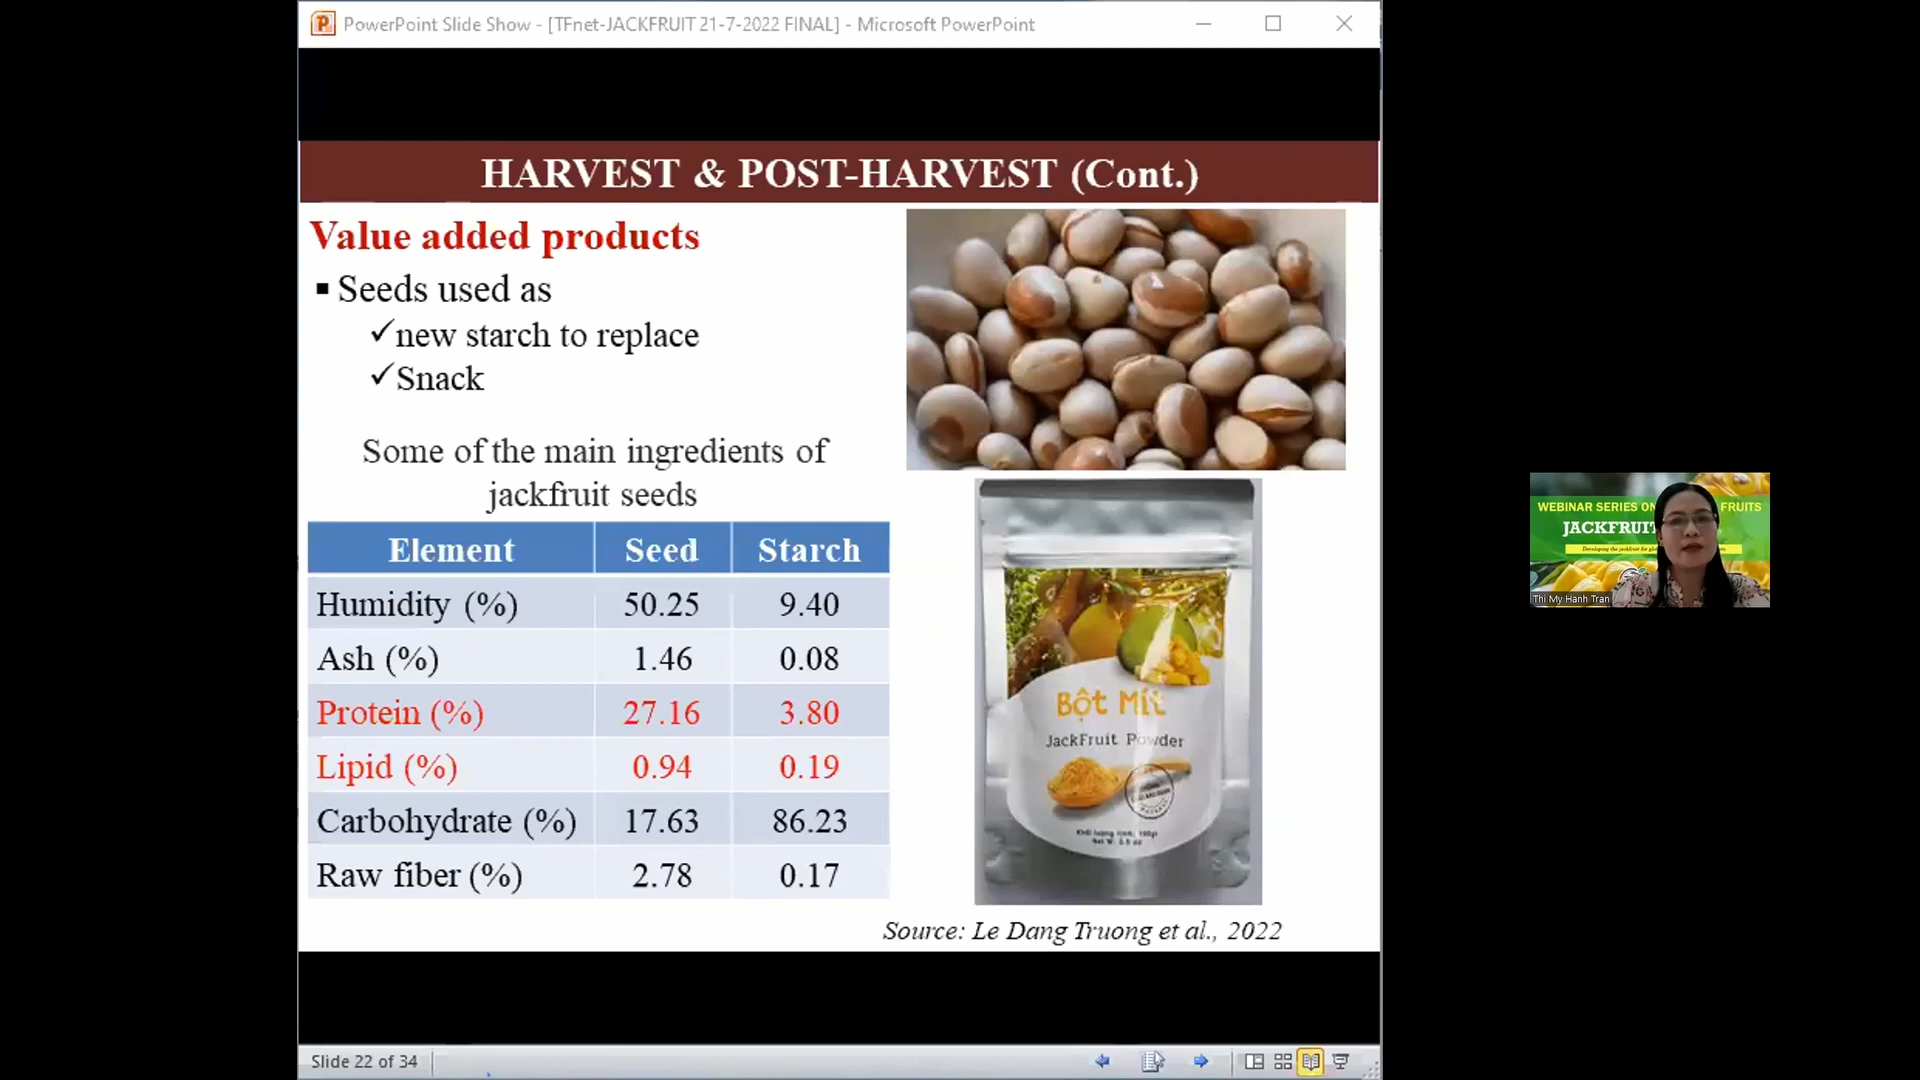 PowerPoint Slide Show - [TFnet-JACKFRUIT 21-7-2022 FINAL] - Microsoft PowerPoint
HARVEST & POST-HARVEST (Cont.)
Value added products
▪ Seeds used as
✓new starch to replace
✓Snack
Some of the main ingredients of
jackfruit seeds
Element Seed Starch
Humidity (%) 50.25 9.40
Ash (%) 1.46 0.08
Protein (%) 27.16 3.80
Lipid (%) 0.94 0.19
Carbohydrate (%) 17.63 86.23
Raw fiber (%) 2.78 0.17
Bột Mít
JackFruit Powder
Source: Le Dang Truong et al., 2022
WEBINAR SERIES ON FRUITS
JACKFRUIT
Developing the jackfruit for
Thi My Hanh Tran
Slide 22 of 34